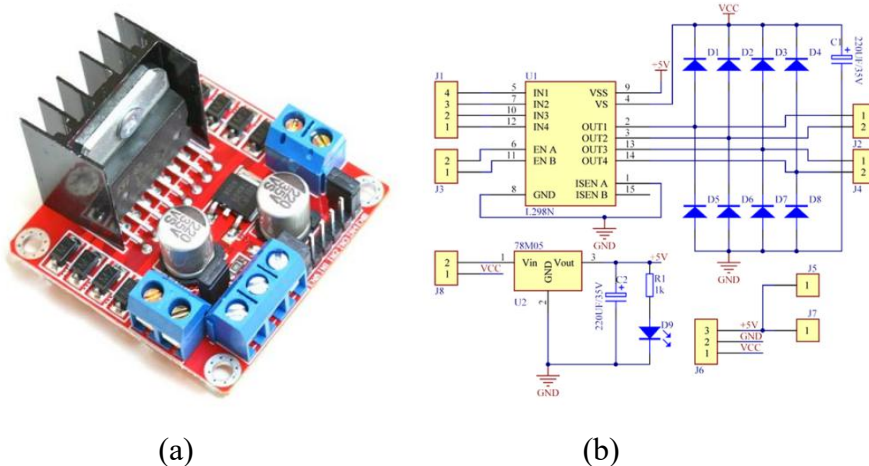 VCC
J1
4
3
2
1
J3
2
1
U1
5
7
10
12
6
11
8
IN1
IN2
IN3
IN4
EN A
EN B
GND
VSS
VS
OUT1
OUT2
OUT3
OUT4
ISEN A
ISEN B
9
4
2
3
13
14
1
15
L298N
+5V
GND
D1
D2
D3
D4
C1
+
220UF/35V
D5
D6
D7
D8
GND
1
2
J2
1
2
J4
78M05
2
1
J8
VCC
1
Vin
GND
Vout
3
U2
2
+5V
C2
+
220UF/35V
R1
1k
D9
GND
J5
1
J7
1
3
2
1
J6
+5V
GND
VCC
(a)
(b)